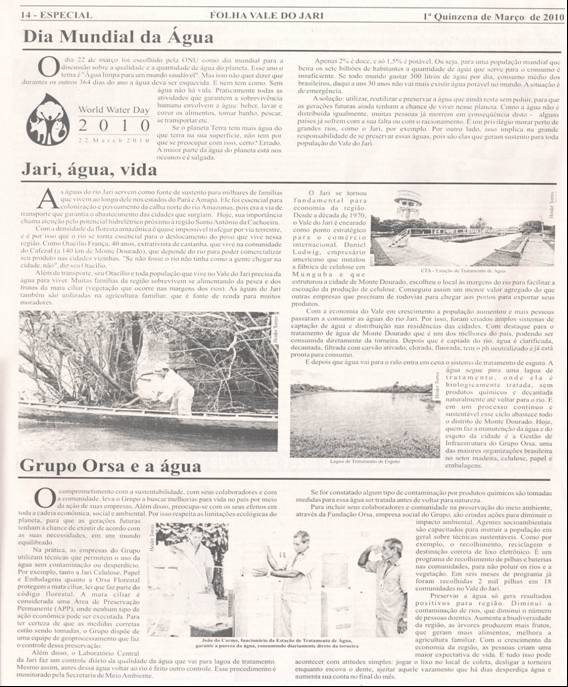 14 - ESPECIAL
FOLHA VALE DO JARI
1ª Quinzena de Março de 2010
Dia Mundial da Água
O dia 22 de março foi escolhido pela ONU como dia mundial para a
discussão sobre a qualidade e a quantidade de água do planeta. Esse ano o
tema é "Água limpa para um mundo saudável". Mas isso não quer dizer que
durante os outros 364 dias do ano a água deva ser esquecida. E nem tem como. Sem
água não há vida. Praticamente todas as
atividades que garantem a sobrevivência
humana envolvem a água: beber, lavar e
cozer os alimentos, tomar banho, pescar,
se transportar etc.
Se o planeta Terra tem mais água do
que terra na sua superfície, não tem por
que se preocupar com isso, certo? Errado.
A maior parte da água do planeta está nos
oceanos e é salgada.
World Water Day
2010
22 March 2010
Apenas 2% é doce, e só 1,5% é potável. Ou seja, para uma população mundial que
beira os sete bilhões de habitantes a quantidade de água que serve para o consumo é
insuficiente. Se todo mundo gastar 300 litros de água por dia, consumo médio dos
brasileiros, daqui a uns 30 anos não vai mais existir água potável no mundo. A situação é
de emergência.
A solução: utilizar, reutilizar e preservar a água que ainda resta sem poluir, para que
as gerações futuras ainda tenham a chance de viver nesse planeta. Como a água não é
distribuída igualmente, muitas pessoas já morrem em conseqüência desto - alguns
países já sofrem com a sua falta ou com o racionamento. É um privilégio morar perto de
grandes rios, como o Jari, por exemplo. Por outro lado, isso implica na grande
responsabilidade de se preservar essas águas, pois são elas que geram sustento para toda
população do Vale do Jari.
Jari, água, vida
As águas do rio Jari servem como fonte de sustento para milhares de famílias
que vivem ao longo dele nos estados do Pará e Amapá. Ele foi essencial para
colonização e povoamento da calha norte do rio Amazonas, pois era a via de
transporte que garantia o abastecimento das cidades que surgiam. Hoje, sua importância
chama atenção pelo potencial hidrelétrico próximo à região Santo Antônio da Cachoeira.
Com a densidade da floresta amazônica é quase impossível trafegar por via terrestre,
e é por isso que o rio se torna essencial para o deslocamento do povo que vive nessa
região. Como Otacílio França, 40 anos, extrativista de castanha, que vive na comunidade
do Cafezal (a 140 km de Monte Dourado), que depende do rio para poder comercializar
seu produto nas cidades vizinhas. "Se não fosse o rio não tinha como a gente chegar na
cidade, não", diz seu Otacílio.
Além do transporte, seu Otacílio e toda população que vive no Vale do Jari precisa da
água para viver. Muitos famílias da região sobrevivem se alimentando da pesca e dos
frutos da mata ciliar (vegetação que ocorre nas margens dos rios). As águas do Jari
também são utilizadas na agricultura familiar, que é fonte de renda para muitos
moradores.
O Jari se tornou
fundamental para
economia da região.
Desde a década de 1970,
o Vale do Jari é encarado
como ponto estratégico
para o comércio
internacional. Daniel
Ludwig, empresário
americano que instalou
a fábrica de celulose em
Munguba e que
estruturou a cidade de Monte Dourado, escolheu o local às margens do rio para facilitar a
escoação da produção de celulose. Conseguiu assim um menor valor agregado do que
outras empresas que precisam de rodovias para chegar aos portos para exportar seus
produtos.
ETA - Estação de Tratamento de Água
Com a economia do Vale em crescimento a população aumentou e mais pessoas
passaram a consumir as águas do rio Jari. Por isso, foram criados amplos sistemas de
captação de água e distribuição nas residências das cidades. Com destaque para o
tratamento de água de Monte Dourado que é um dos melhores do país, podendo ser
consumida diretamente da torneira. Depois que é captado do rio, água é clarificada,
decantada, filtrada com carvão ativado, clorada, fluorada, tem o ph neutralizado e já está
pronta para consumo.
E depois que água vai para o ralo entra em cena o sistema de tratamento de esgoto. A
água segue para uma lagoa de
tratamento, onde ela é
biologicamente tratada, sem
produtos químicos e decantada
naturalmente até voltar para o rio. E
em um processo contínuo e
sustentável esse ciclo abastece todo
o distrito de Monte Dourado. Hoje,
quem faz a manutenção da água e do
esgoto da cidade é a Gestão de
Infraestrutura do Grupo Orsa, uma
das maiores organizações brasileira
no setor madeira, celulose, papel e
embalagens.
Lagoa de Tratamento de Esgoto
Grupo Orsa e a água
O comprometimento com a sustentabilidade, com seus colaboradores e com
a comunidade, leva o Grupo a buscar melhorias para vida no país por meio
da ação de suas empresas. Além disso, preocupa-se com os seus efeitos em
toda a cadeia econômica, social e ambiental. Por isso respeita as limitações ecológicas do
planeta, para que as gerações futuras
tenham a chance de existir de acordo com
as suas necessidades, em um mundo
equilibrado.
Na prática, as empresas do Grupo
utilizam técnicas que permitem o uso da
água sem contaminação ou desperdício.
Por exemplo, tanto a Jari Celulose, Papel
e Embalagens quanto a Orsa Florestal
protegem a mata ciliar, lei que faz parte do
código florestal. A mata ciliar é
considerada uma Área de Preservação
Permanente (APP), onde nenhum tipo de
ação econômica pode ser executada. Para
ter certeza de que as medidas corretas
estão sendo tomadas, o Grupo dispõe de
uma equipe de geoprocessamento que faz
o controle dessa preservação.
Além disso, o Laboratório Central
da Jari faz um controle diário da qualidade da água que vai para lagoa de tratamento.
Mesmo assim, antes dessa água voltar ao rio é feito outro controle. Esse procedimento é
monitorado pela Secretaria de Meio Ambiente.
João do Carmo, funcionário da Estação de Tratamento de Água,
garante a pureza da água, consumindo diariamente direto da torneira
Se for constatado algum tipo de contaminação por produtos químicos são tomadas
medidas para essa água ser tratada antes de voltar para natureza.
Para incluir seus colaboradores e comunidade na preservação do meio ambiente,
através da Fundação Orsa, empresa social do Grupo, são criadas ações para diminuir o
impacto ambiental. Agentes socioambientais
são capacitados para instruir a população em
geral sobre técnicas sustentáveis. Como por
exemplo, o recolhimento, reciclagem e
destinação correta de lixo eletrônico. É um
programa de recolhimento de pilhas e baterias
nas comunidades, para não poluir os rios e a
vegetação. Em seis meses de programa já
foram recolhidas 2 mil pilhas em 18
comunidades no Vale do Jari.
Preservar a água só gera resultados
positivos para região. Diminui a
contaminação de rios, que diminui o número
de pessoas doentes. Aumenta a biodiversidade
da região, as árvores produzem mais frutos,
que geram mais alimentos, melhora a
agricultura familiar. Com o crescimento da
economia da região, as pessoas criam uma
maior expectativa de vida. E tudo isso pode
acontecer com atitudes simples: jogar o lixo no local de coleta, desligar a torneira
enquanto escova o dente, ajeitar aquele vazamento que há dias desperdiça água e
aumenta sua conta no final do mês.